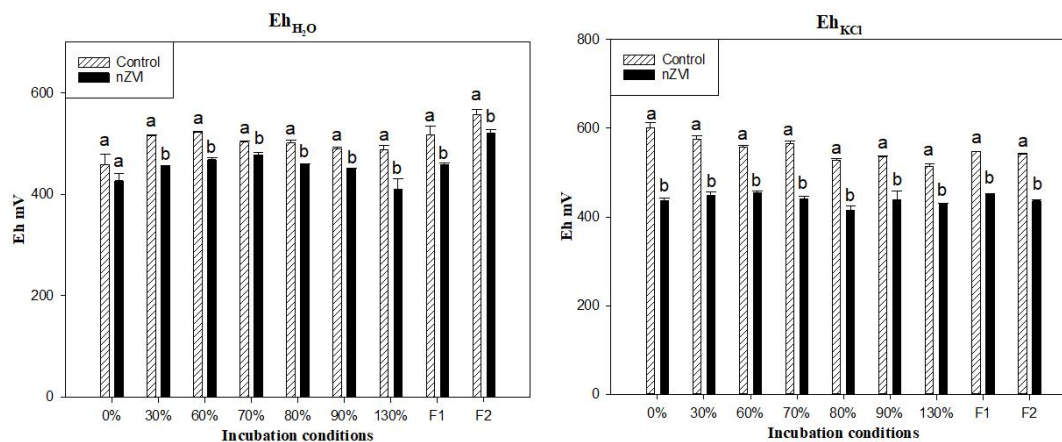 Eh_H₂O
Control
nZVI
600
400
200
0
Eh mV
a a a b a b a b a b a b a b a b a b
0% 30% 60% 70% 80% 90% 130% F1 F2
Incubation conditions
Eh_KCl
Control
nZVI
800
600
400
200
0
Eh mV
a b a b a b a b a b a b a b a b a b
0% 30% 60% 70% 80% 90% 130% F1 F2
Incubation conditions